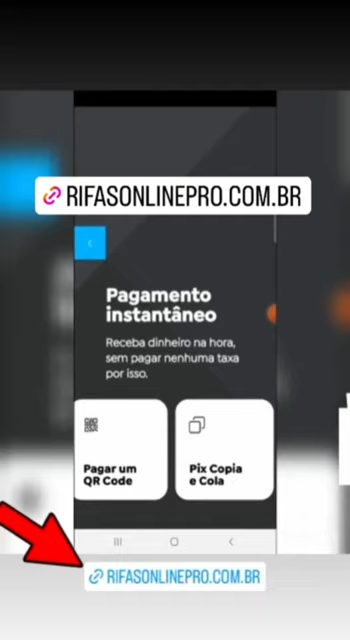 RIFASONLINEPRO.COM.BR
Pagamento
instantâneo
Receba dinheiro na hora,
sem pagar nenhuma taxa
por isso.
Pagar um
QR Code
Pix Copia
e Cola
RIFASONLINEPRO.COM.BR